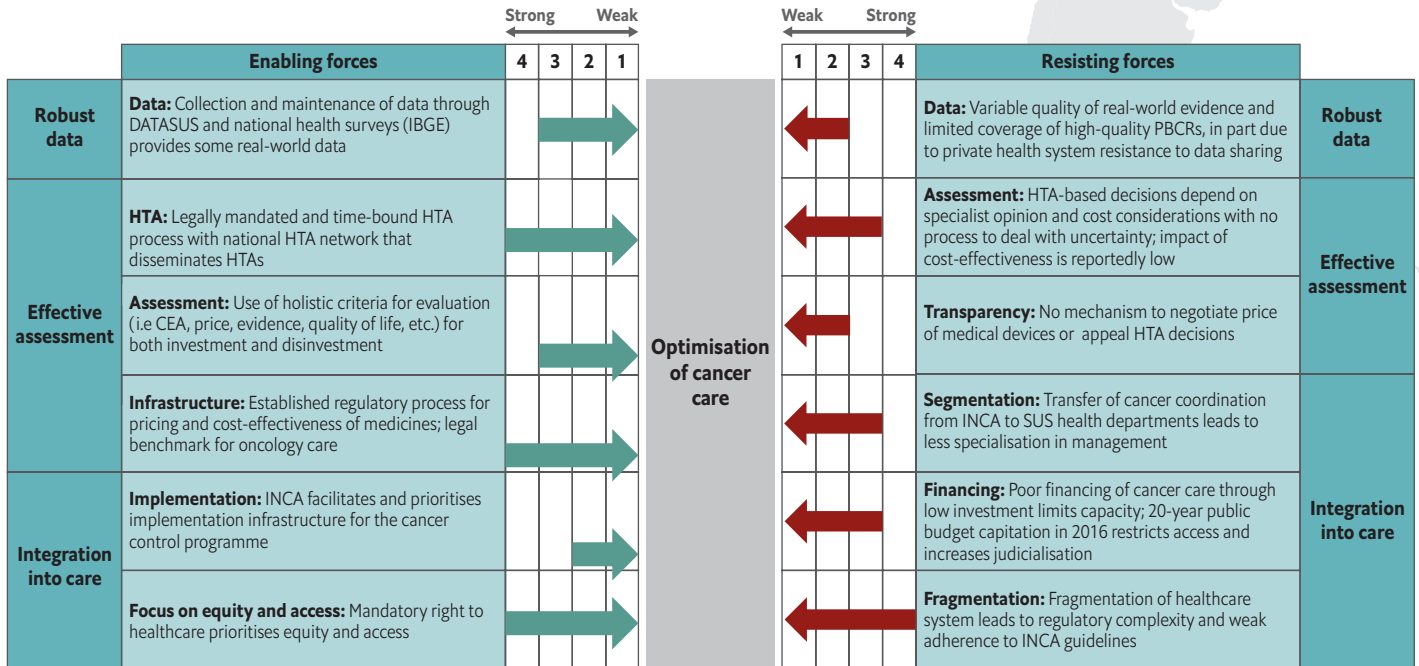 Strong Weak
Enabling forces
4 3 2 1
Robust
data
Data: Collection and maintenance of data through
DATASUS and national health surveys (IBGE)
provides some real-world data
Effective
assessment
HTA: Legally mandated and time-bound HTA
process with national HTA network that
disseminates HTAs
Assessment: Use of holistic criteria for evaluation
(i.e CEA, price, evidence, quality of life, etc.) for
both investment and disinvestment
Infrastructure: Established regulatory process for
pricing and cost-effectiveness of medicines; legal
benchmark for oncology care
Integration
into care
Implementation: INCA facilitates and prioritises
implementation infrastructure for the cancer
control programme
Focus on equity and access: Mandatory right to
healthcare prioritises equity and access
Optimisation
of cancer
care
Weak Strong
1 2 3 4
Resisting forces
Data: Variable quality of real-world evidence and
limited coverage of high-quality PBCRs, in part due
to private health system resistance to data sharing
Robust
data
Assessment: HTA-based decisions depend on
specialist opinion and cost considerations with no
process to deal with uncertainty; impact of
cost-effectiveness is reportedly low
Transparency: No mechanism to negotiate price
of medical devices or appeal HTA decisions
Effective
assessment
Segmentation: Transfer of cancer coordination
from INCA to SUS health departments leads to
less specialisation in management
Financing: Poor financing of cancer care through
low investment limits capacity; 20-year public
budget capitation in 2016 restricts access and
increases judicialisation
Fragmentation: Fragmentation of healthcare
system leads to regulatory complexity and weak
adherence to INCA guidelines
Integration
into care